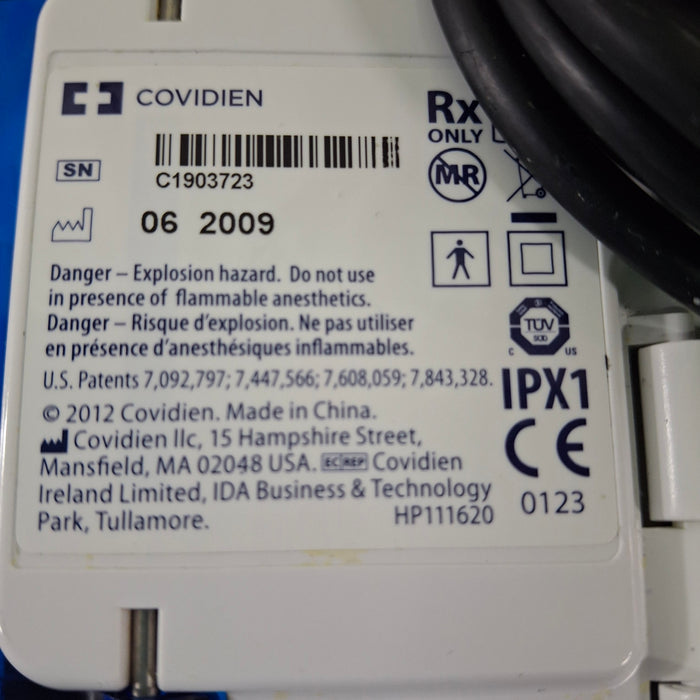 COVIDIEN
Rx
ONLY
SN
C1903723
MR
06 2009
Danger – Explosion hazard. Do not use
in presence of flammable anesthetics.
Danger – Risque d'explosion. Ne pas utiliser
en présence d'anesthésiques inflammables.
TÜV
SÜD
C US
U.S. Patents 7,092,797; 7,447,566; 7,608,059; 7,843,328.
IPX1
© 2012 Covidien. Made in China.
Covidien llc, 15 Hampshire Street,
Mansfield, MA 02048 USA. EC REP Covidien
Ireland Limited, IDA Business & Technology
Park, Tullamore.
HP111620
CE
0123